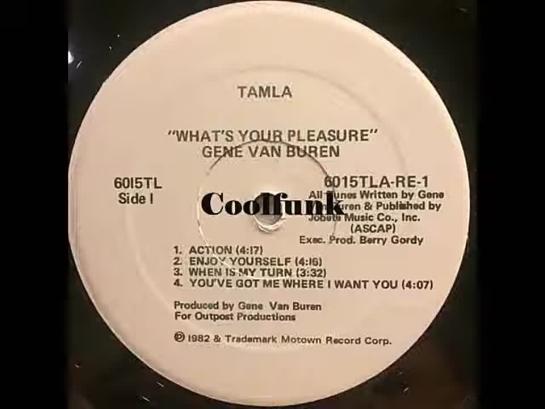 TAMLA
"WHAT'S YOUR PLEASURE"
GENE VAN BUREN
6015TL
Side I
6015TLA-RE-1
All Tunes Written by Gene
Buren & Published by
Jobete Music Co., Inc.
(ASCAP)
Exec. Prod. Berry Gordy
Coolfunk
1. ACTION (4:17)
2. ENJOY YOURSELF (4:16)
3. WHEN IS MY TURN (3:32)
4. YOU'VE GOT ME WHERE I WANT YOU (4:07)
Produced by Gene Van Buren
For Outpost Productions
℗ 1982 & Trademark Motown Record Corp.